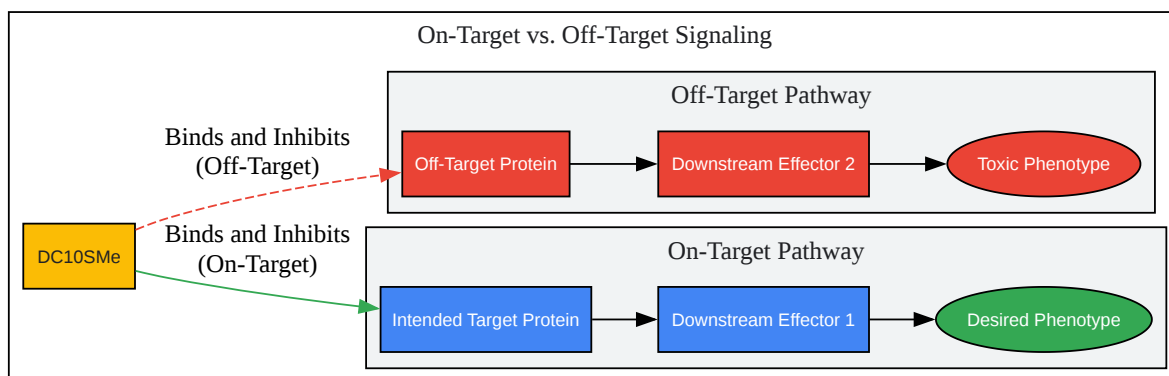 On-Target vs. Off-Target Signaling
Off-Target Pathway
Binds and Inhibits
(Off-Target)
Off-Target Protein
Downstream Effector 2
Toxic Phenotype
DC10SMe
Binds and Inhibits
(On-Target)
On-Target Pathway
Intended Target Protein
Downstream Effector 1
Desired Phenotype